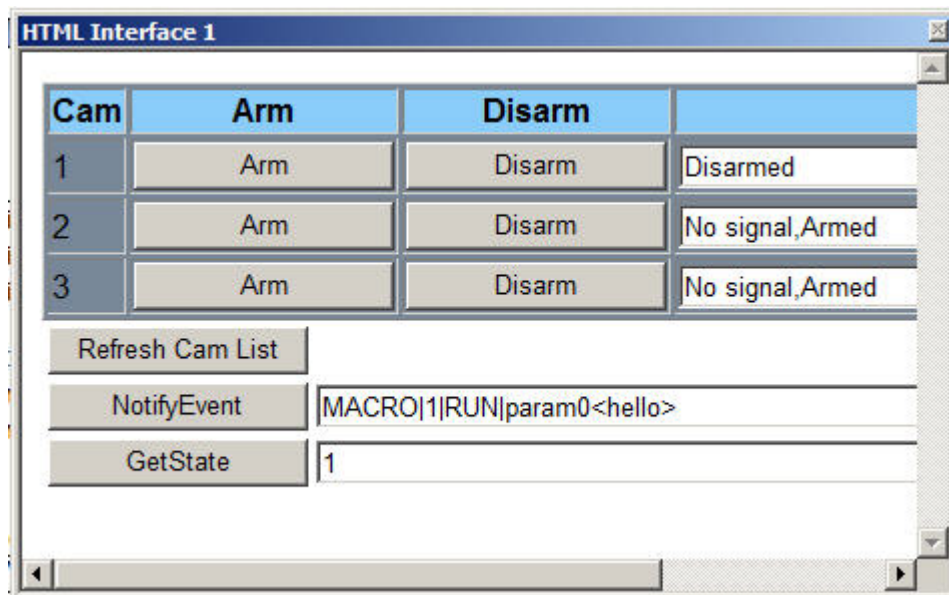 HTML Interface 1
Cam Arm Disarm
1 Arm Disarm Disarmed
2 Arm Disarm No signal,Armed
3 Arm Disarm No signal,Armed
Refresh Cam List
NotifyEvent MACRO|1|RUN|param0<hello>
GetState 1